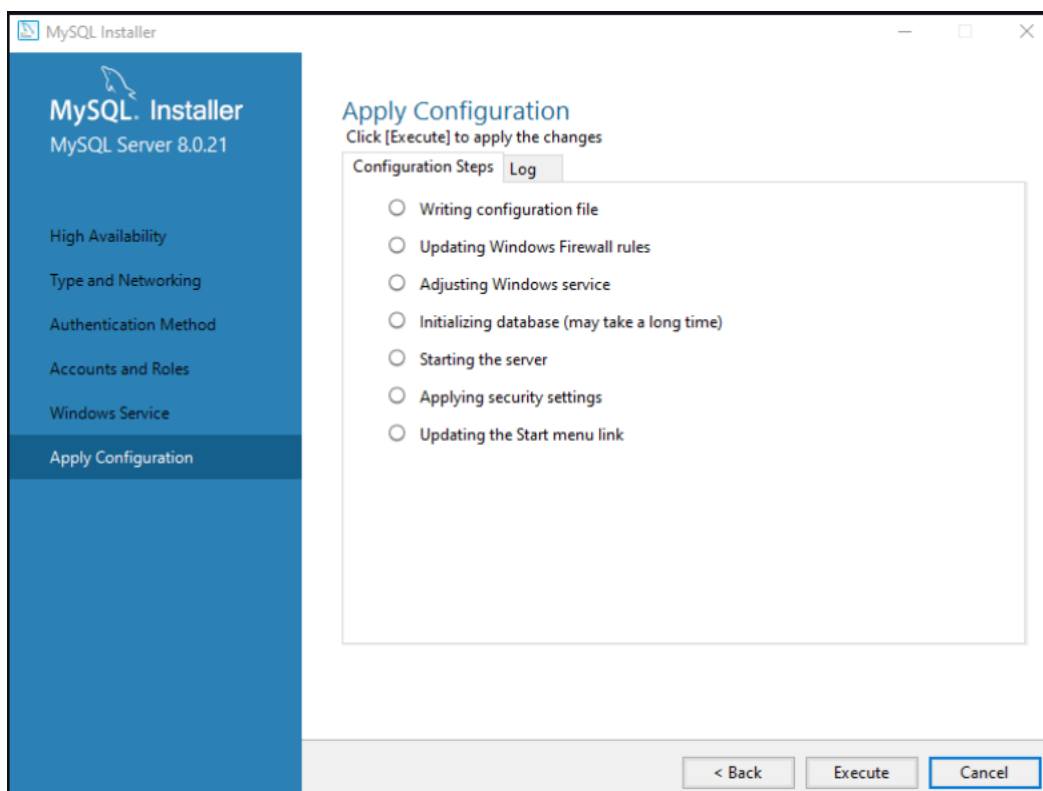 MySQL Installer
MySQL. Installer
MySQL Server 8.0.21
High Availability
Type and Networking
Authentication Method
Accounts and Roles
Windows Service
Apply Configuration
Apply Configuration
Click [Execute] to apply the changes
Configuration Steps Log
Writing configuration file
Updating Windows Firewall rules
Adjusting Windows service
Initializing database (may take a long time)
Starting the server
Applying security settings
Updating the Start menu link
< Back Execute Cancel